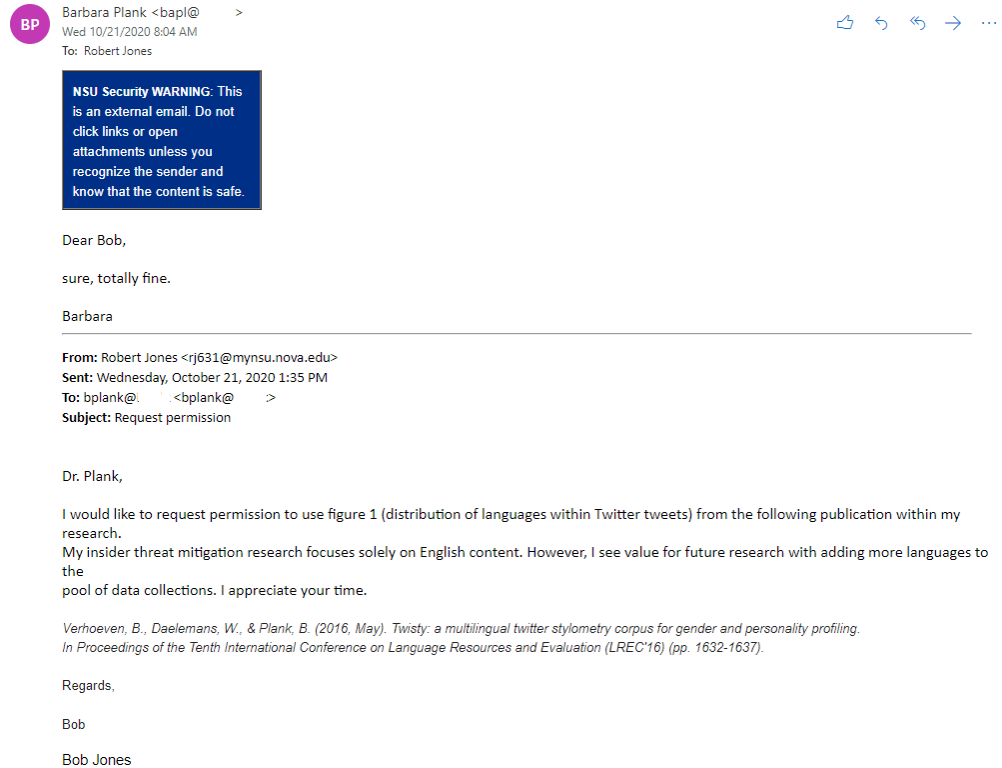 BP
Barbara Plank <bapl@ >
Wed 10/21/2020 8:04 AM
To: Robert Jones
NSU Security WARNING: This
is an external email. Do not
click links or open
attachments unless you
recognize the sender and
know that the content is safe.
Dear Bob,
sure, totally fine.
Barbara
From: Robert Jones <rj631@mynsu.nova.edu>
Sent: Wednesday, October 21, 2020 1:35 PM
To: bplank@ <bplank@ >
Subject: Request permission
Dr. Plank,
I would like to request permission to use figure 1 (distribution of languages within Twitter tweets) from the following publication within my
research.
My insider threat mitigation research focuses solely on English content. However, I see value for future research with adding more languages to
the
pool of data collections. I appreciate your time.
Verhoeven, B., Daelemans, W., & Plank, B. (2016, May). Twisty: a multilingual twitter stylometry corpus for gender and personality profiling.
In Proceedings of the Tenth International Conference on Language Resources and Evaluation (LREC'16) (pp. 1632-1637).
Regards,
Bob
Bob Jones